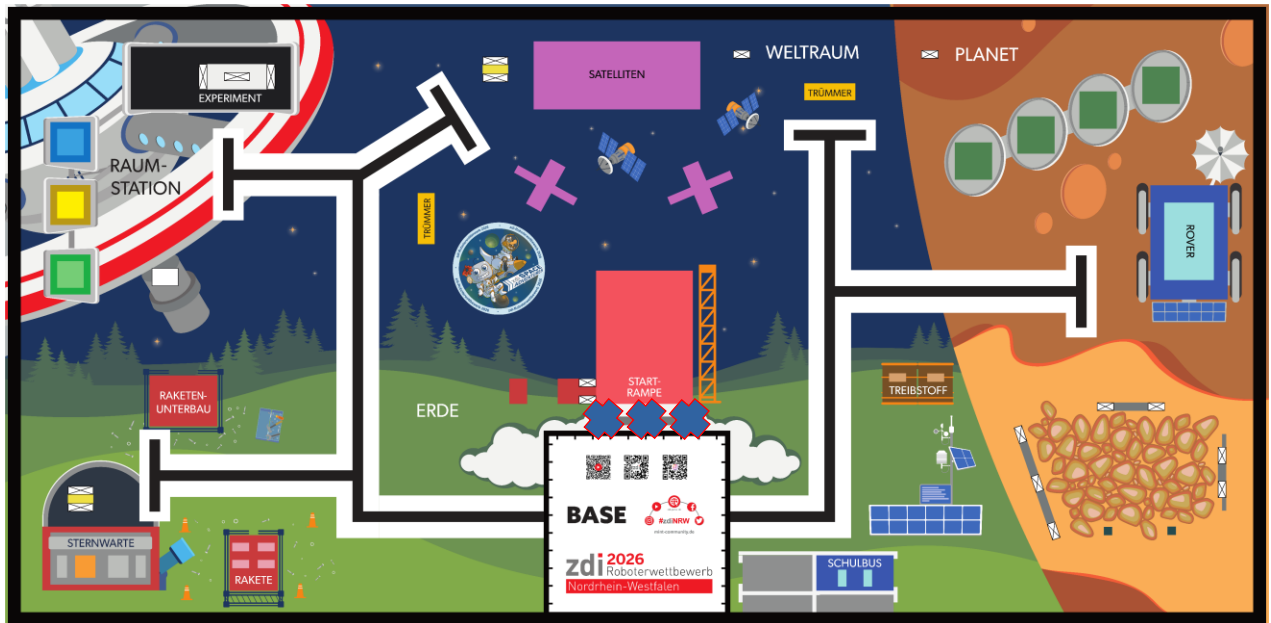 EXPERIMENT
SATELLITEN
WELTRAUM
PLANET
TRÜMMER
RAUM-
STATION
TRÜMMER
ROVER
START-
RAMPE
RAKETEN-
UNTERBAU
ERDE
TREIBSTOFF
BASE
#zdiNRW
STERNWARTE
RAKETE
zdi 2026
Roboterwettbewerb
Nordrhein-Westfalen
SCHULBUS